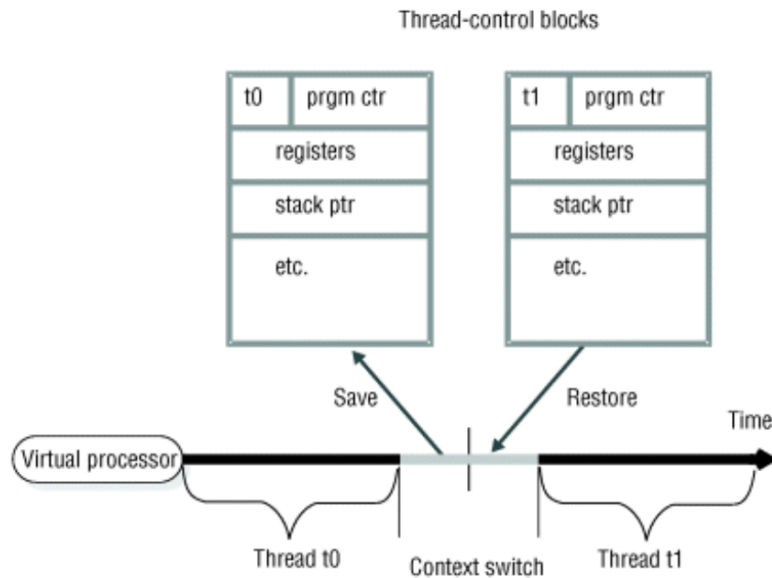 Thread-control blocks
t0 prgm ctr
registers
stack ptr
etc.
t1 prgm ctr
registers
stack ptr
etc.
Save
Restore
Time
Virtual processor
Thread t0
Context switch
Thread t1